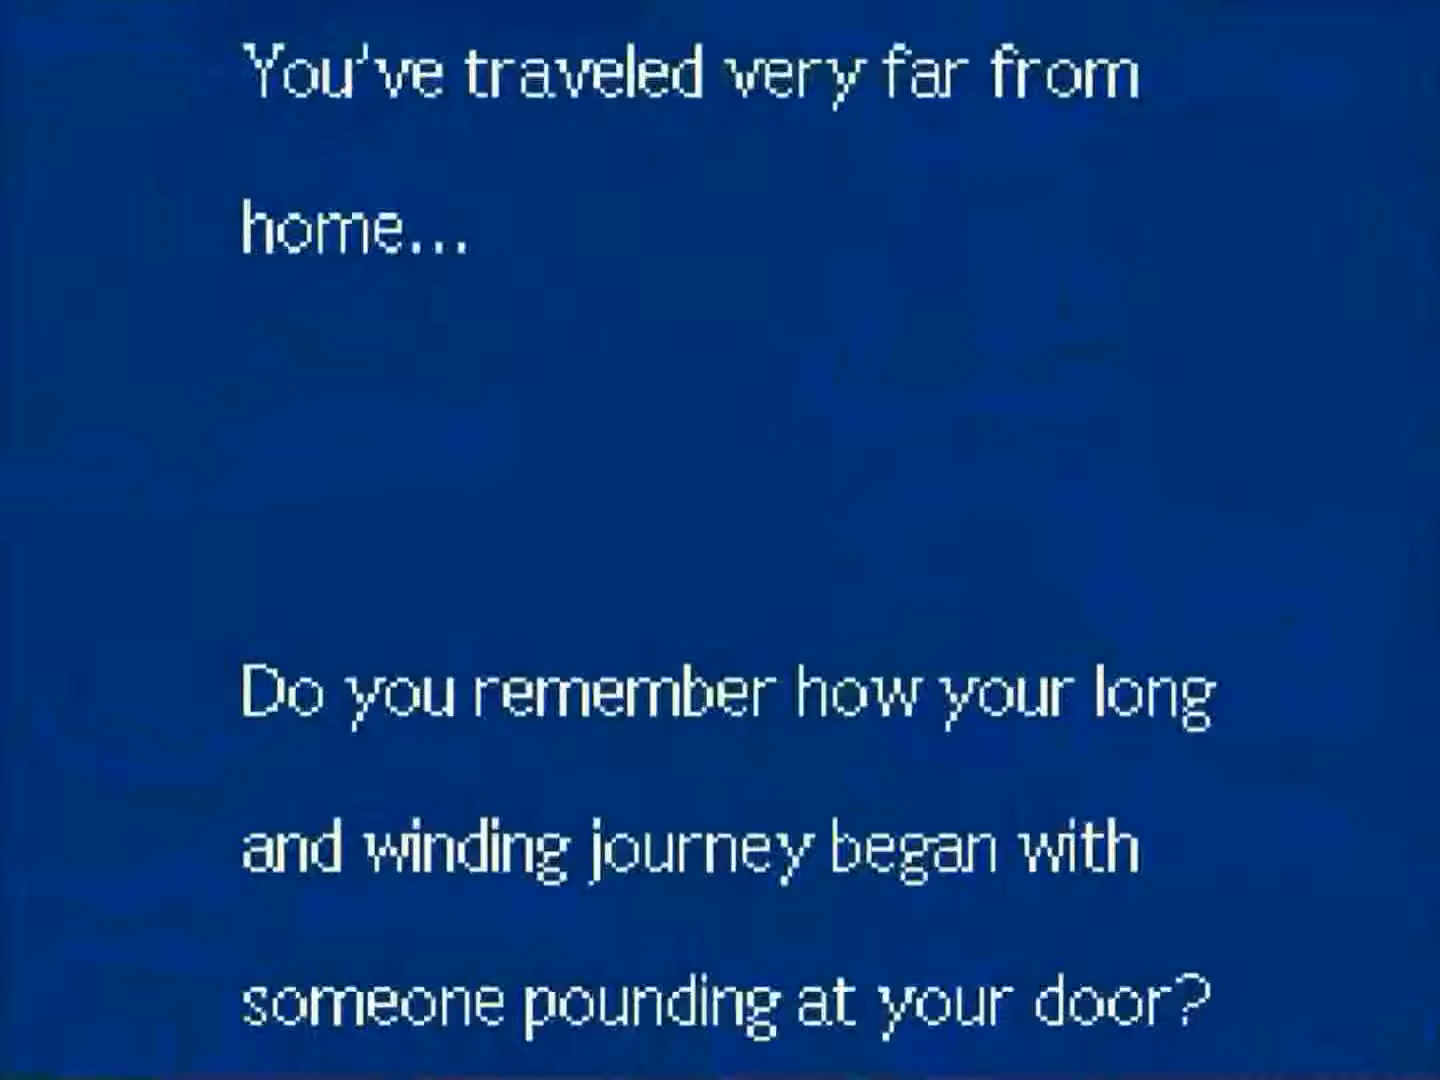 You've traveled very far from
home...
Do you remember how your long
and winding journey began with
someone pounding at your door?